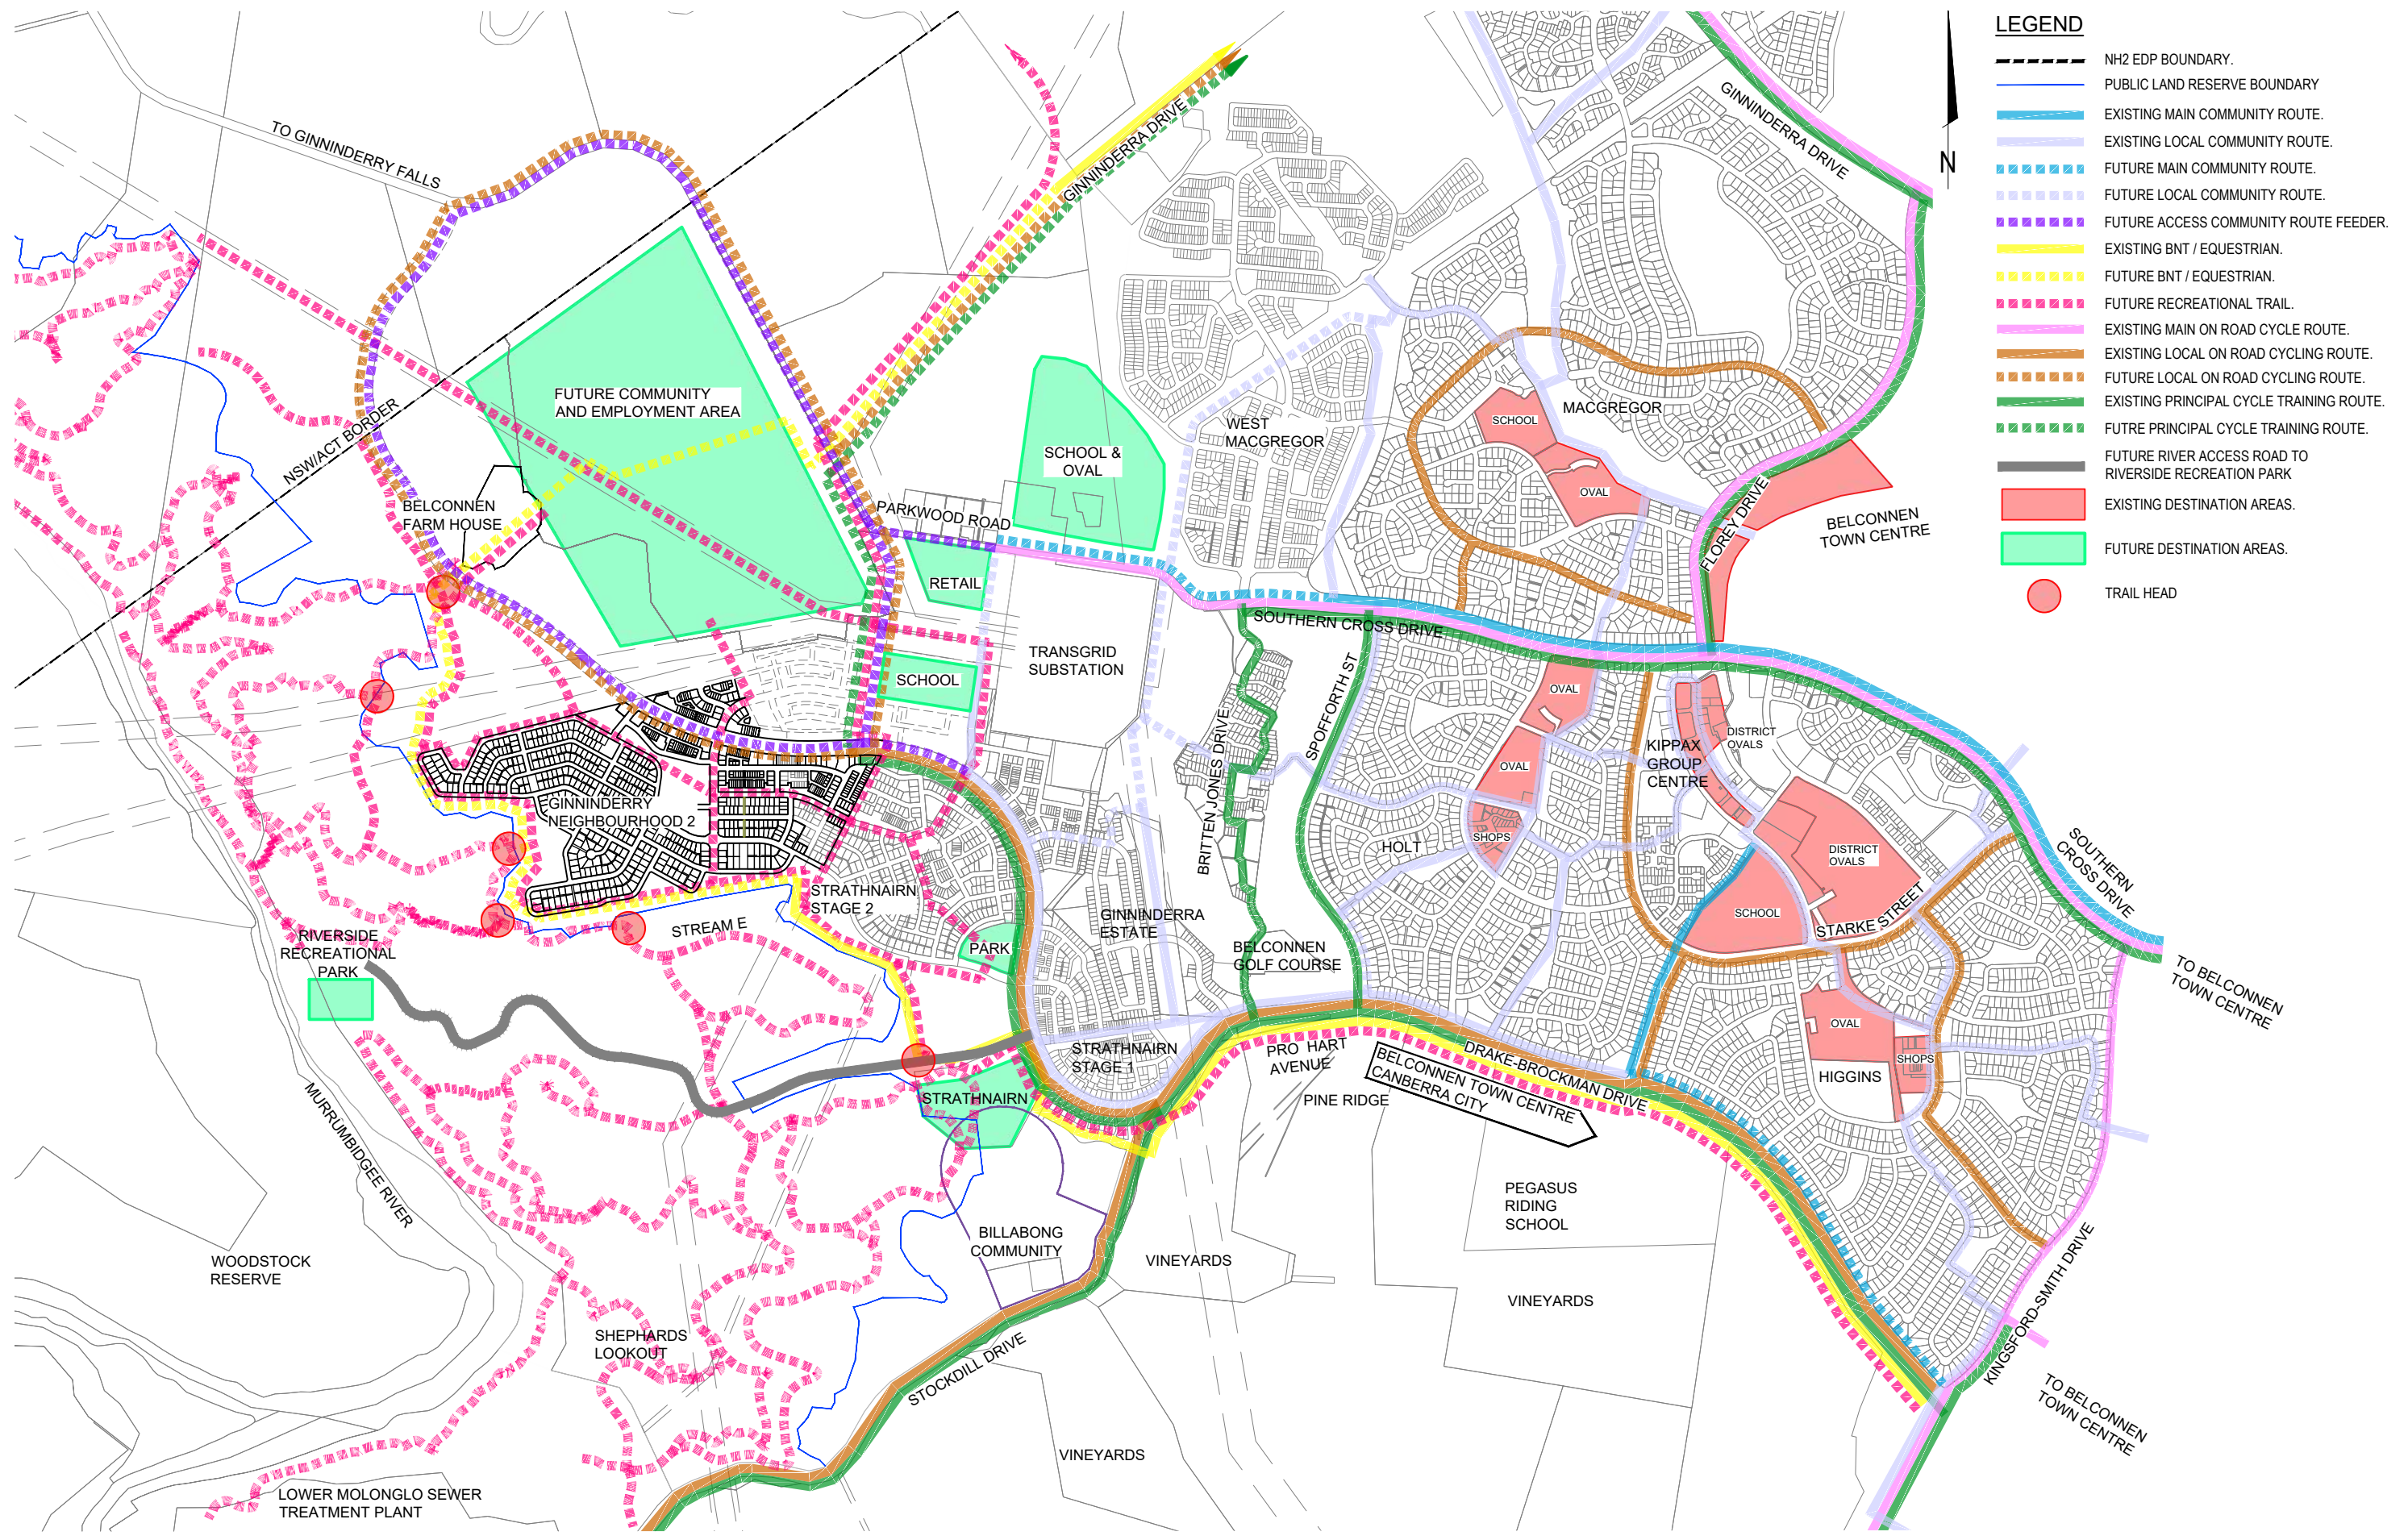 LEGEND
NH2 EDP BOUNDARY.
PUBLIC LAND RESERVE BOUNDARY
EXISTING MAIN COMMUNITY ROUTE.
EXISTING LOCAL COMMUNITY ROUTE.
FUTURE MAIN COMMUNITY ROUTE.
FUTURE LOCAL COMMUNITY ROUTE.
FUTURE ACCESS COMMUNITY ROUTE FEEDER.
EXISTING BNT / EQUESTRIAN.
FUTURE BNT / EQUESTRIAN.
FUTURE RECREATIONAL TRAIL.
EXISTING MAIN ON ROAD CYCLE ROUTE.
EXISTING LOCAL ON ROAD CYCLING ROUTE.
FUTURE LOCAL ON ROAD CYCLING ROUTE.
EXISTING PRINCIPAL CYCLE TRAINING ROUTE.
FUTRE PRINCIPAL CYCLE TRAINING ROUTE.
FUTURE RIVER ACCESS ROAD TO
RIVERSIDE RECREATION PARK
EXISTING DESTINATION AREAS.
FUTURE DESTINATION AREAS.
TRAIL HEAD
N
TO GINNINDERRY FALLS
GINNINDERRA DRIVE
GINNINDERRA DRIVE
NSW/ACT BORDER
FUTURE COMMUNITY
AND EMPLOYMENT AREA
BELCONNEN
FARM HOUSE
SCHOOL &
OVAL
PARKWOOD ROAD
RETAIL
WEST
MACGREGOR
MACGREGOR
SCHOOL
OVAL
FLOREY DRIVE
BELCONNEN
TOWN CENTRE
TRANSGRID
SUBSTATION
SCHOOL
SOUTHERN CROSS DRIVE
SPOFFORTH ST
BRITTEN JONES DRIVE
OVAL
OVAL
SHOPS
HOLT
KIPPAX
GROUP
CENTRE
DISTRICT
OVALS
DISTRICT
OVALS
SCHOOL
STARKE STREET
SOUTHERN
CROSS DRIVE
TO BELCONNEN
TOWN CENTRE
GINNINDERRY
NEIGHBOURHOOD 2
STRATHNAIRN
STAGE 2
STREAM E
PARK
GINNINDERRA
ESTATE
BELCONNEN
GOLF COURSE
RIVERSIDE
RECREATIONAL
PARK
STRATHNAIRN
STAGE 1
STRATHNAIRN
PRO HART
AVENUE
PINE RIDGE
BELCONNEN TOWN CENTRE
CANBERRA CITY
DRAKE-BROCKMAN DRIVE
OVAL
SHOPS
HIGGINS
MURRUMBIDGEE RIVER
WOODSTOCK
RESERVE
BILLABONG
COMMUNITY
VINEYARDS
PEGASUS
RIDING
SCHOOL
VINEYARDS
KINGSFORD-SMITH DRIVE
TO BELCONNEN
TOWN CENTRE
SHEPHARDS
LOOKOUT
STOCKDILL DRIVE
VINEYARDS
LOWER MOLONGLO SEWER
TREATMENT PLANT